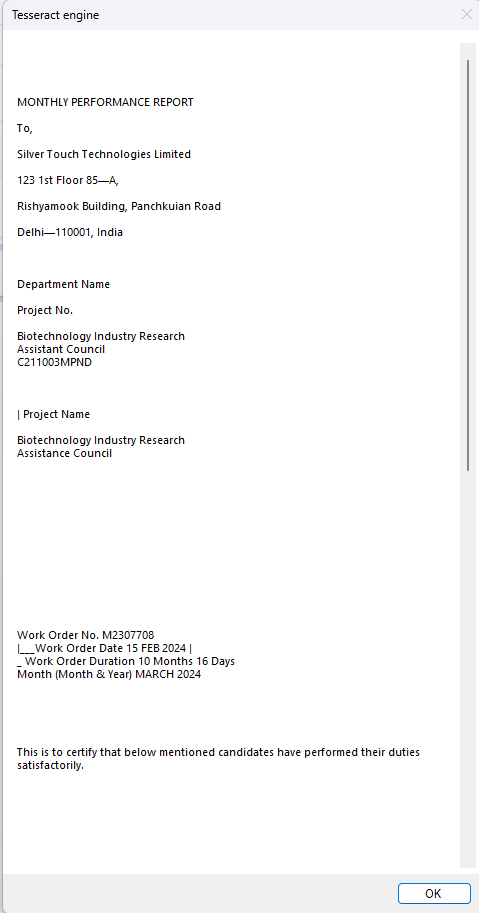 Tesseract engine
MONTHLY PERFORMANCE REPORT
To,
Silver Touch Technologies Limited
123 1st Floor 85—A,
Rishyamook Building, Panchkuian Road
Delhi—110001, India
Department Name
Project No.
Biotechnology Industry Research
Assistant Council
C211003MPND
| Project Name
Biotechnology Industry Research
Assistance Council
Work Order No. M2307708
|___Work Order Date 15 FEB 2024 |
_ Work Order Duration 10 Months 16 Days
Month (Month & Year) MARCH 2024
This is to certify that below mentioned candidates have performed their duties
satisfactorily.
OK